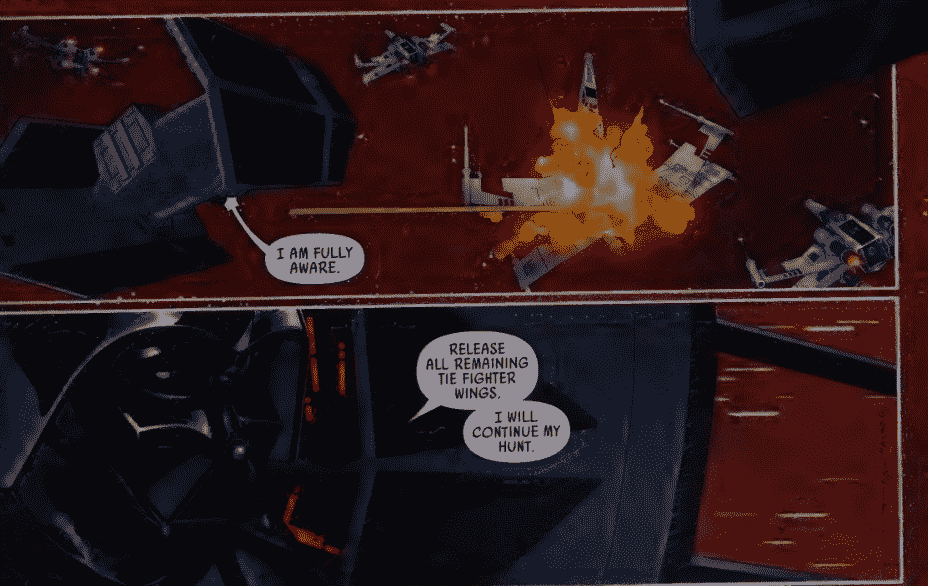 I AM FULLY
AWARE.
RELEASE
ALL REMAINING
TIE FIGHTER
WINGS.
I WILL
CONTINUE MY
HUNT.